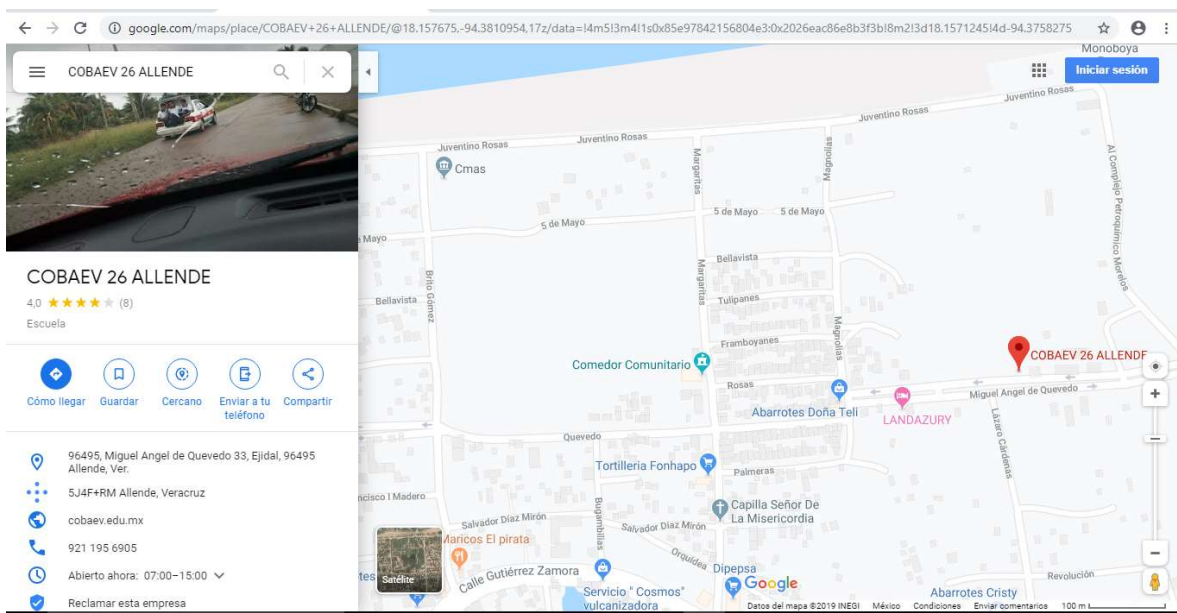 google.com/maps/place/COBAEV+26+ALLENDE/@18.157675,-94.3810954,17z/data=!4m5!3m4!1s0x85e97842156804e3:0x2026eac86e8b3f3b!8m2!3d18.1571245!4d-94.3758275
COBAEV 26 ALLENDE
Iniciar sesión
COBAEV 26 ALLENDE
4,0 ★★★★★ (8)
Escuela
Cómo llegar
Guardar
Cercano
Enviar a tu
teléfono
Compartir
96495, Miguel Angel de Quevedo 33, Ejidal, 96495
Allende, Ver.
5J4F+RM Allende, Veracruz
cobaev.edu.mx
921 195 6905
Abierto ahora: 07:00–15:00
Reclamar esta empresa
Monoboya
Juventino Rosas
Juventino Rosas
Juventino Rosas
Juventino Rosas
Cmas
Margaritas
Magnolias
Al Complejo Petroquimico Morelos
5 de Mayo
5 de Mayo
5 de Mayo
Mayo
Bellavista
Bellavista
Brito Gómez
Margaritas
Tulipanes
Magnolias
Framboyanes
Comedor Comunitario
COBAEV 26 ALLENDE
Rosas
Miguel Angel de Quevedo
Abarrotes Doña Teli
LANDAZURY
Lázaro Cárdenas
Quevedo
Tortilleria Fonhapo
Palmeras
ncisco I Madero
Capilla Señor De
La Misericordia
Salvador Diaz Mirón
Salvador Diaz Mirón
Bugambilias
Maricos El pirata
Orquídea
Dipepsa
Satélite
Calle Gutiérrez Zamora
Servicio " Cosmos"
vulcanizadora
Google
Revolución
Abarrotes Cristy
Datos del mapa ©2019 INEGI México Condiciones Enviar comentarios 100 m